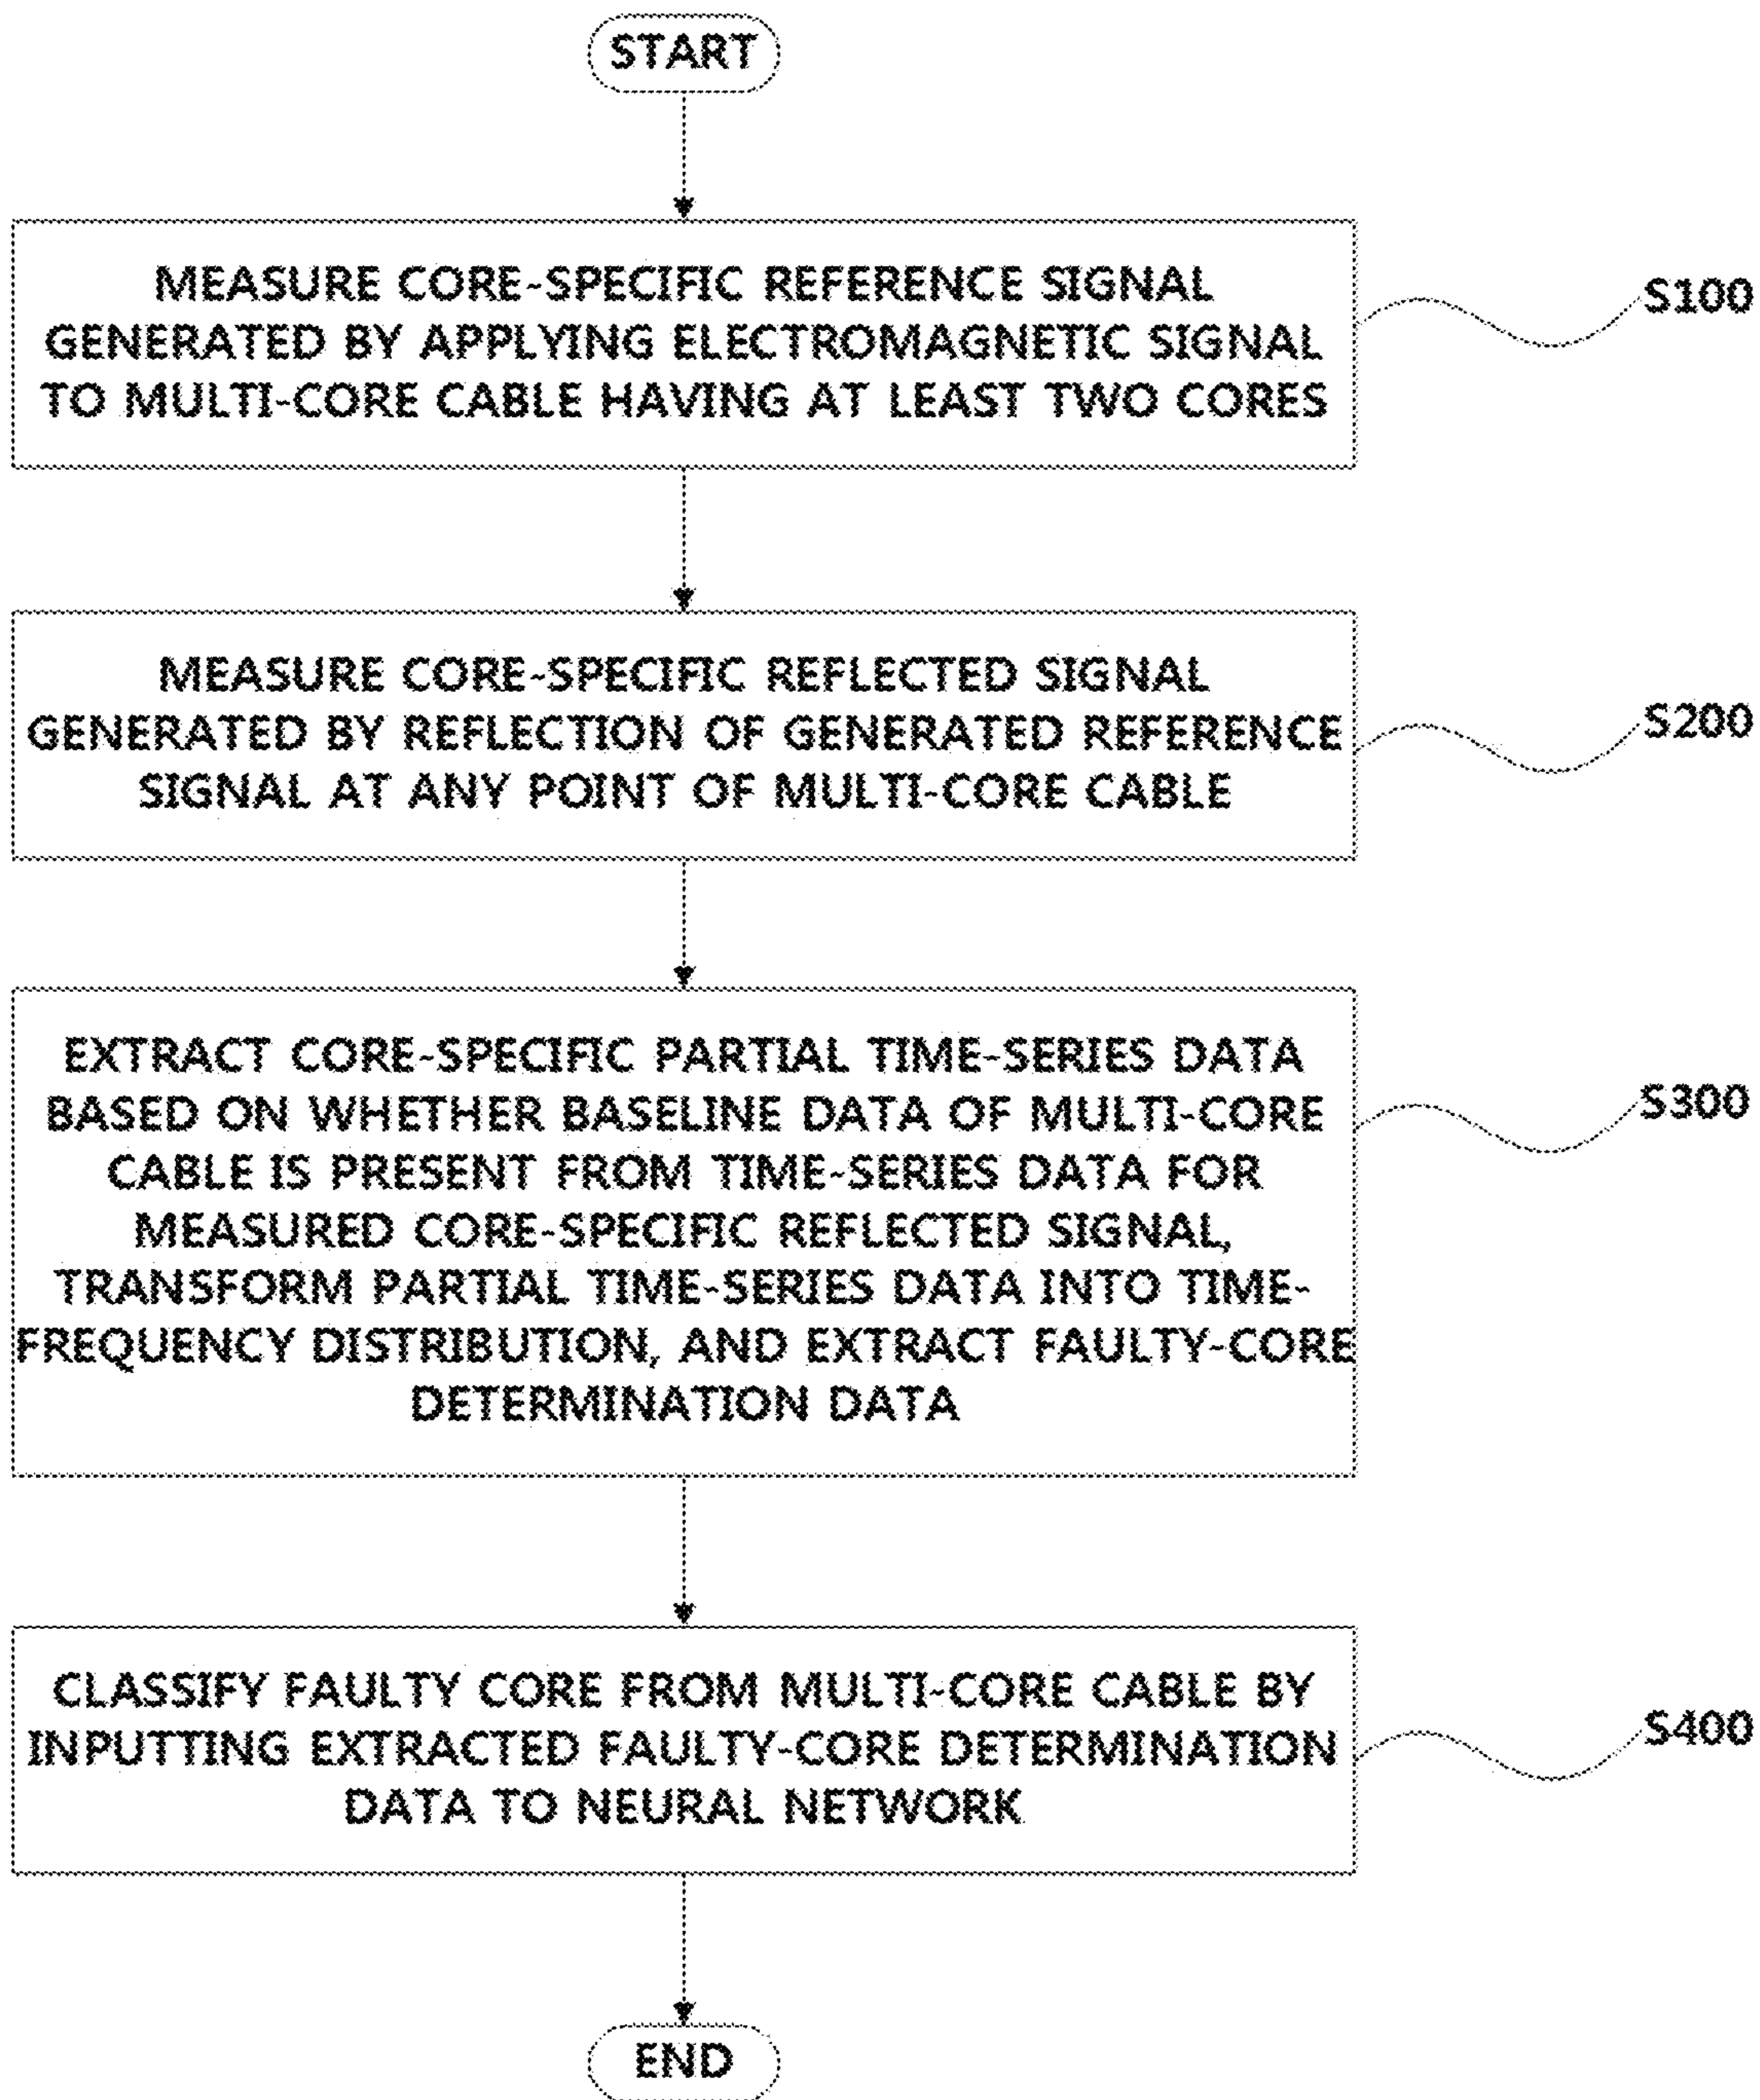 START
MEASURE CORE-SPECIFIC REFERENCE SIGNAL
GENERATED BY APPLYING ELECTROMAGNETIC SIGNAL
TO MULTI-CORE CABLE HAVING AT LEAST TWO CORES
S100
MEASURE CORE-SPECIFIC REFLECTED SIGNAL
GENERATED BY REFLECTION OF GENERATED REFERENCE
SIGNAL AT ANY POINT OF MULTI-CORE CABLE
S200
EXTRACT CORE-SPECIFIC PARTIAL TIME-SERIES DATA
BASED ON WHETHER BASELINE DATA OF MULTI-CORE
CABLE IS PRESENT FROM TIME-SERIES DATA FOR
MEASURED CORE-SPECIFIC REFLECTED SIGNAL,
TRANSFORM PARTIAL TIME-SERIES DATA INTO TIME-
FREQUENCY DISTRIBUTION, AND EXTRACT FAULTY-CORE
DETERMINATION DATA
S300
CLASSIFY FAULTY CORE FROM MULTI-CORE CABLE BY
INPUTTING EXTRACTED FAULTY-CORE DETERMINATION
DATA TO NEURAL NETWORK
S400
END